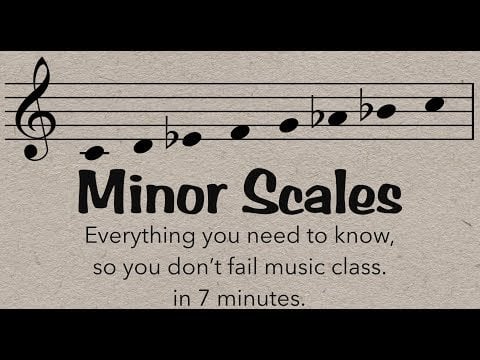 Minor Scales
Everything you need to know,
so you don't fail music class.
in 7 minutes.